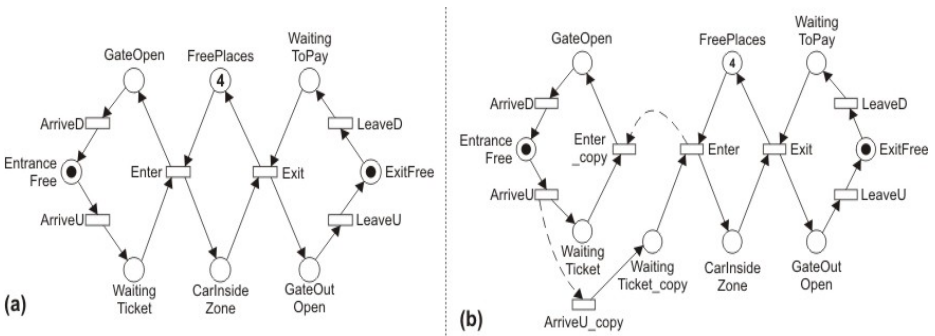 GateOpen
FreePlaces
Waiting
ToPay
4
ArriveD
LeaveD
Entrance
Free
Enter
Exit
ExitFree
ArriveU
LeaveU
Waiting
Ticket
CarInside
Zone
GateOut
Open
(a)
GateOpen
FreePlaces
Waiting
ToPay
4
ArriveD
LeaveD
Entrance
Free
Enter
_copy
Enter
Exit
ExitFree
ArriveU
LeaveU
Waiting
Ticket
Waiting
Ticket_copy
CarInside
Zone
GateOut
Open
ArriveU_copy
(b)